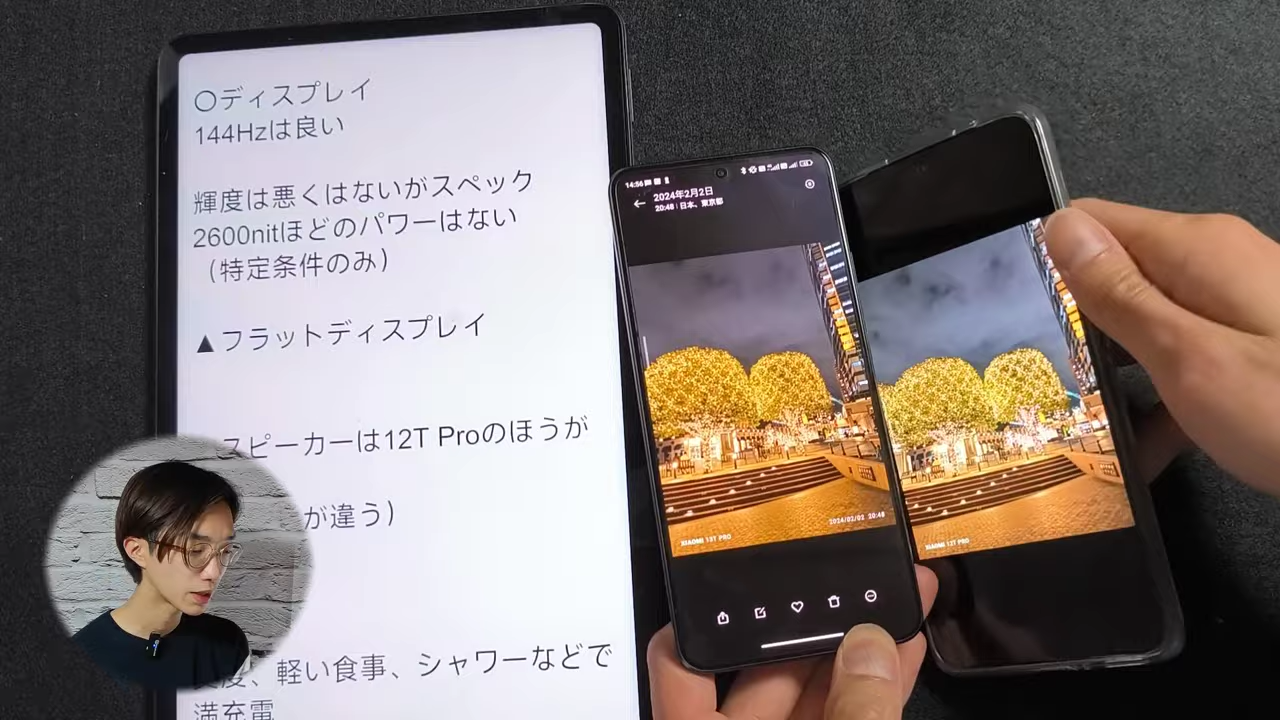 〇ディスプレイ
144Hzは良い
輝度は悪くはないがスペック
2600nitほどのパワーはない
（特定条件のみ）
▲フラットディスプレイ
スピーカーは12T Proのほうが
が違う）
、軽い食事、シャワーなどで
満充電
14:56
2024年2月2日
20:48 | 日本、東京都
2024/02/02 20:48
XIAOMI 13T PRO
XIAOMI 12T PRO